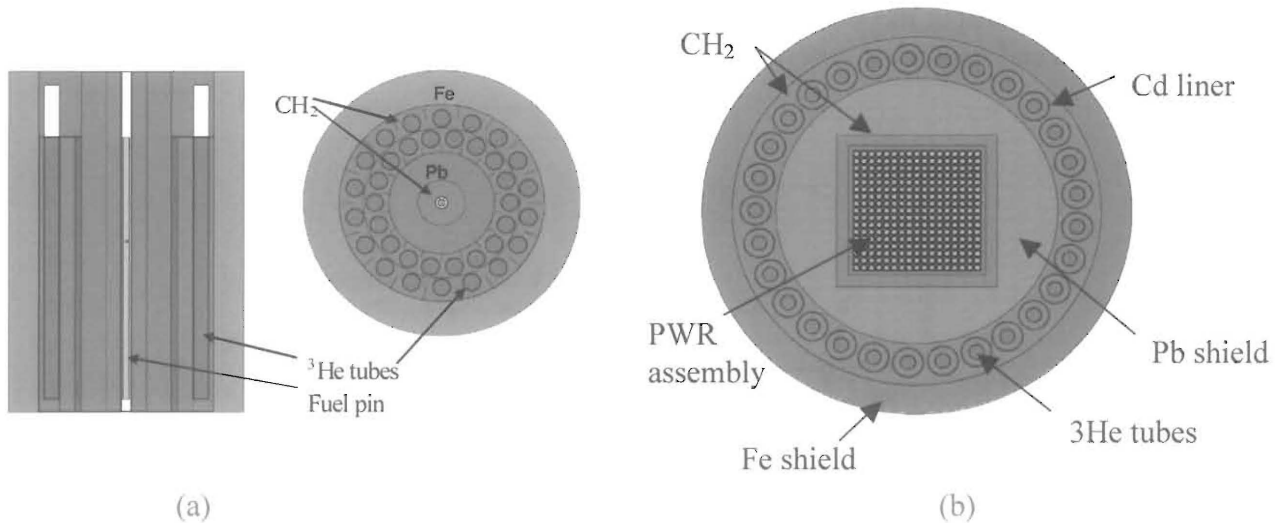 CH₂
Fe
Pb
³He tubes
Fuel pin
(a)
CH₂
Cd liner
PWR
assembly
Pb shield
3He tubes
Fe shield
(b)